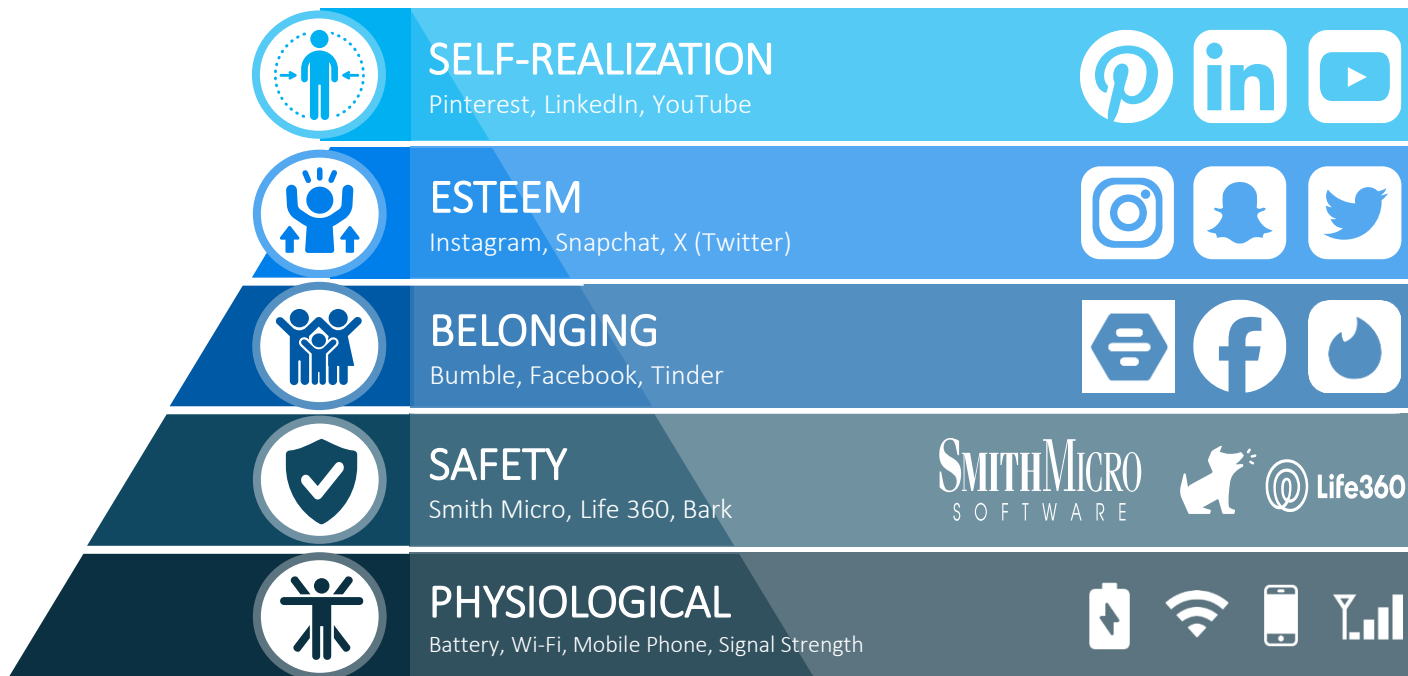 SELF-REALIZATION
Pinterest, LinkedIn, YouTube
in
ESTEEM
Instagram, Snapchat, X (Twitter)
BELONGING
Bumble, Facebook, Tinder
SAFETY
Smith Micro, Life 360, Bark
SMITHMICRO
SOFTWARE
Life360
PHYSIOLOGICAL
Battery, Wi-Fi, Mobile Phone, Signal Strength